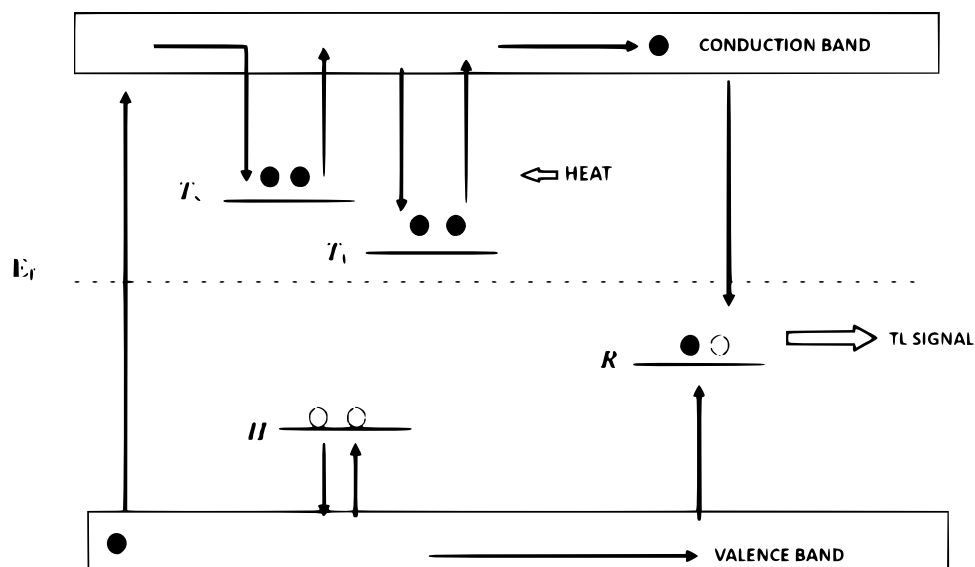 CONDUCTION BAND
HEAT
TL SIGNAL
R
H
VALENCE BAND